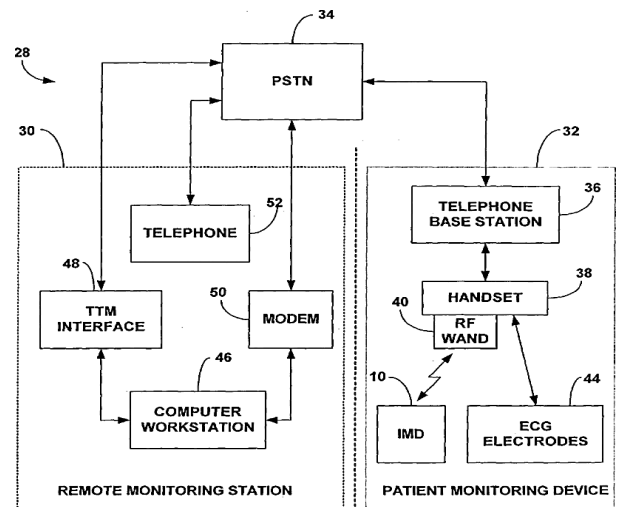 34
28
PSTN
30
32
TELEPHONE
52
TELEPHONE
BASE STATION
36
48
TTM
INTERFACE
50
MODEM
HANDSET
38
40
RF
WAND
46
COMPUTER
WORKSTATION
10
IMD
44
ECG
ELECTRODES
REMOTE MONITORING STATION
PATIENT MONITORING DEVICE